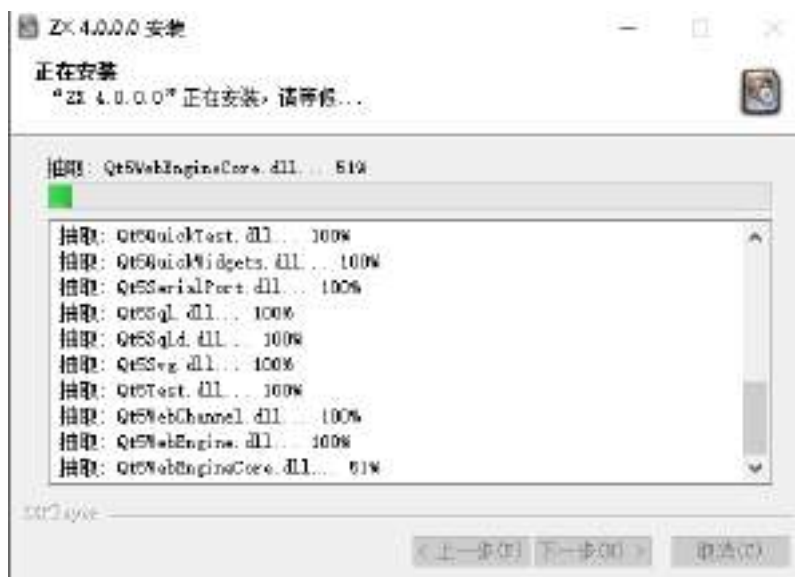 ZX 4.0.0.0 安装
正在安装
“ZX 4.0.0.0” 正在安装，请等候...
抽取: Qt5WebEngineCore.dll... 51%
抽取: Qt5QuickTest.dll... 100%
抽取: Qt5QuickWidgets.dll... 100%
抽取: Qt5SerialPort.dll... 100%
抽取: Qt5Sql.dll... 100%
抽取: Qt5Sqld.dll... 100%
抽取: Qt5Svg.dll... 100%
抽取: Qt5Test.dll... 100%
抽取: Qt5WebChannel.dll... 100%
抽取: Qt5WebEngine.dll... 100%
抽取: Qt5WebEngineCore.dll... 51%
< 上一步(P) 下一步(N) > 取消(C)